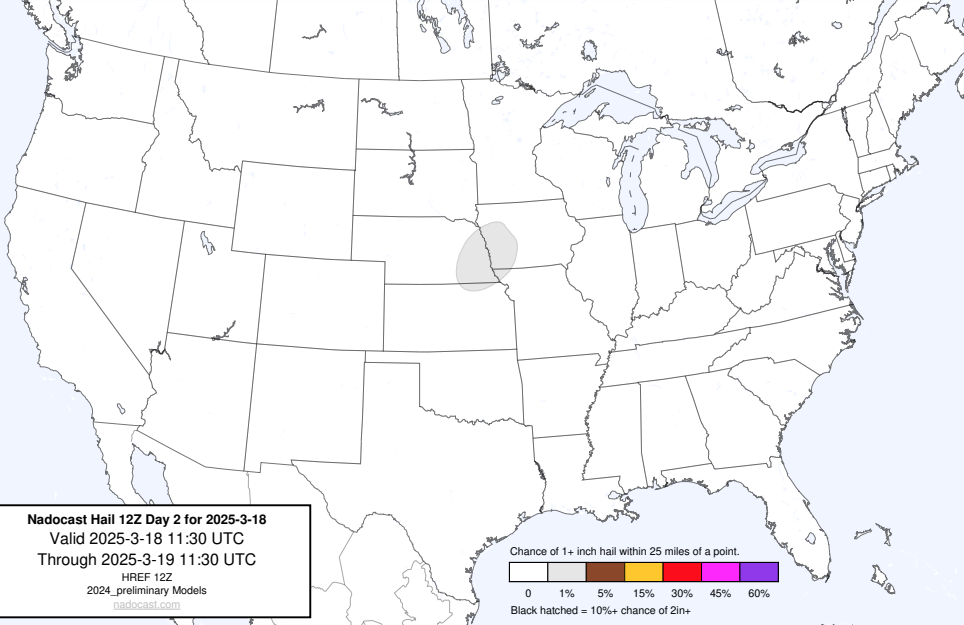 Nadocast Hail 12Z Day 2 for 2025-3-18
Valid 2025-3-18 11:30 UTC
Through 2025-3-19 11:30 UTC
HREF 12Z
2024_preliminary Models
nadocast.com
Chance of 1+ inch hail within 25 miles of a point.
0 1% 5% 15% 30% 45% 60%
Black hatched = 10%+ chance of 2in+